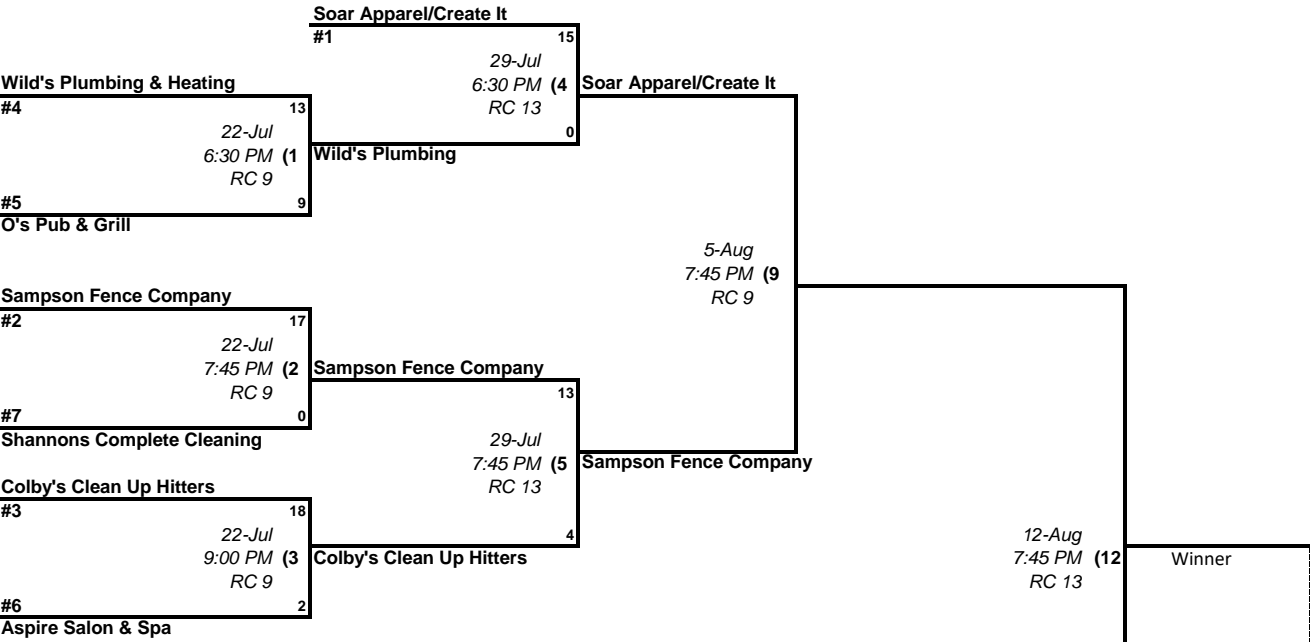 Soar Apparel/Create It
#1 15
29-Jul
6:30 PM (4
RC 13
0
Wild's Plumbing & Heating
#4 13
22-Jul
6:30 PM (1
RC 9
#5 9
O's Pub & Grill
Wild's Plumbing
Soar Apparel/Create It
5-Aug
7:45 PM (9
RC 9
Sampson Fence Company
#2 17
22-Jul
7:45 PM (2
RC 9
#7 0
Shannons Complete Cleaning
Sampson Fence Company
13
29-Jul
7:45 PM (5
RC 13
4
Sampson Fence Company
Colby's Clean Up Hitters
#3 18
22-Jul
9:00 PM (3
RC 9
#6 2
Aspire Salon & Spa
Colby's Clean Up Hitters
12-Aug
7:45 PM (12
RC 13
Winner